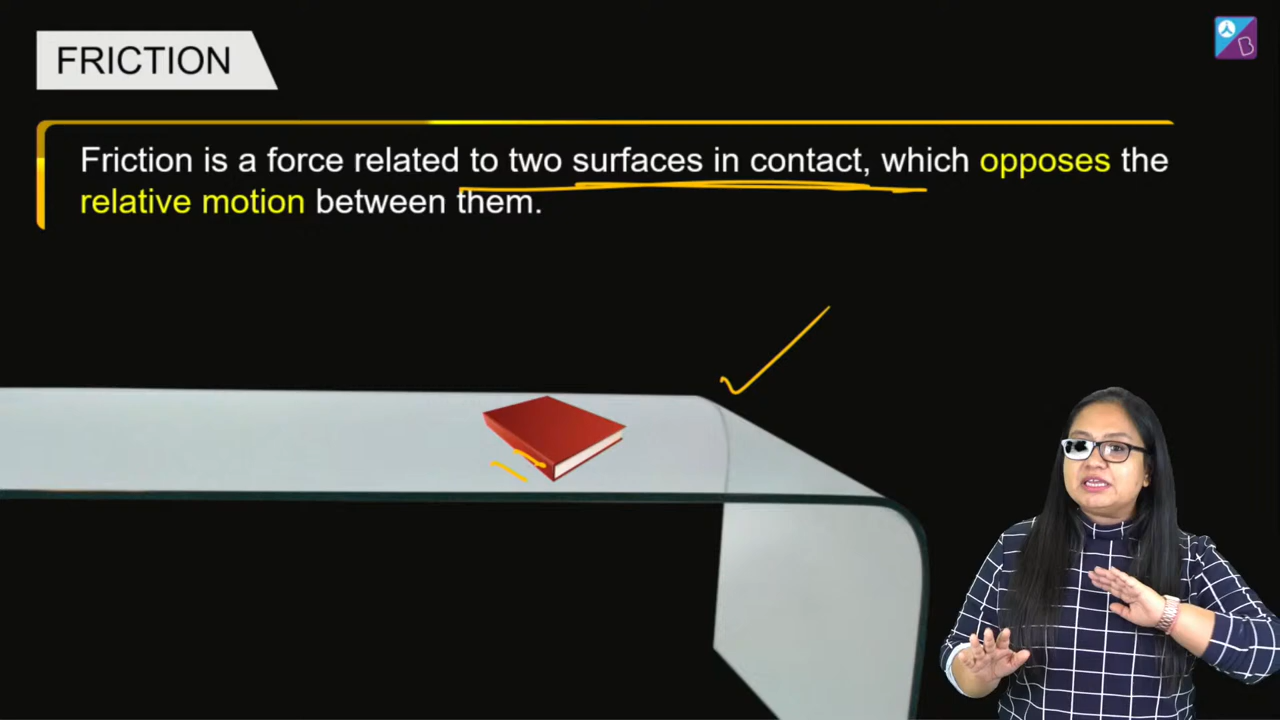 FRICTION
Friction is a force related to two surfaces in contact, which opposes the
relative motion between them.
B